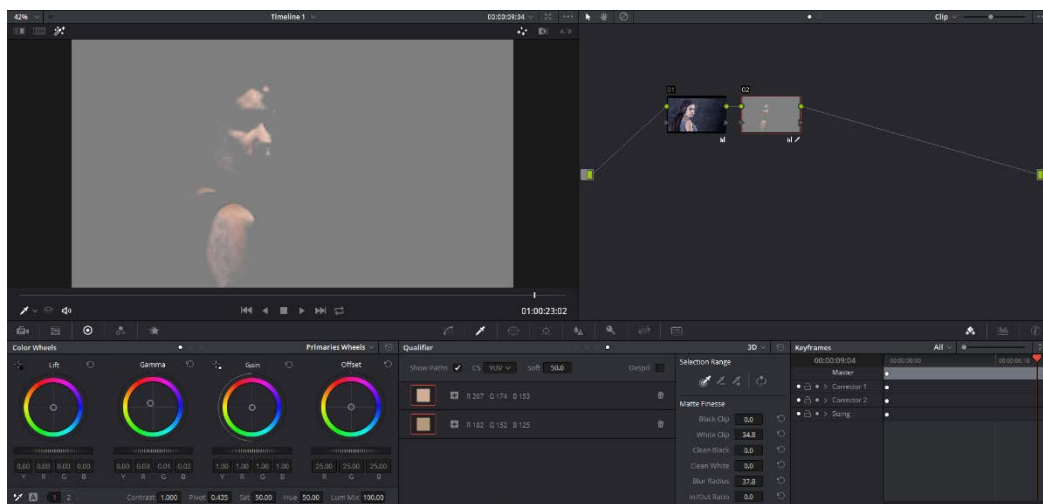 42% Timeline 1 00:00:09:04 Clip
A/B
01 02
01:00:23:02
Color Wheels Primaries Wheels Qualifier 3D Keyframes All
Lift Gamma Gain Offset Show Paths CS YUV Soft 50.0 Despill Selection Range 00:00:09:04 00:00:00:00
Master
R 207 G 174 B 153 Corrector 1
Matte Finesse Corrector 2
R 182 G 152 B 125 Black Clip 0.0 Sizing
White Clip 34.8
Clean Black 0.0
0.00 0.00 0.00 0.00 0.00 0.03 -0.01 -0.02 1.00 1.00 1.00 1.00 25.00 25.00 25.00 Clean White 0.0
Y R G B Y R G B Y R G B R G B Blur Radius 37.8
A 1 2 Contrast 1.000 Pivot 0.435 Sat 50.00 Hue 50.00 Lum Mix 100.00 In/Out Ratio 0.0